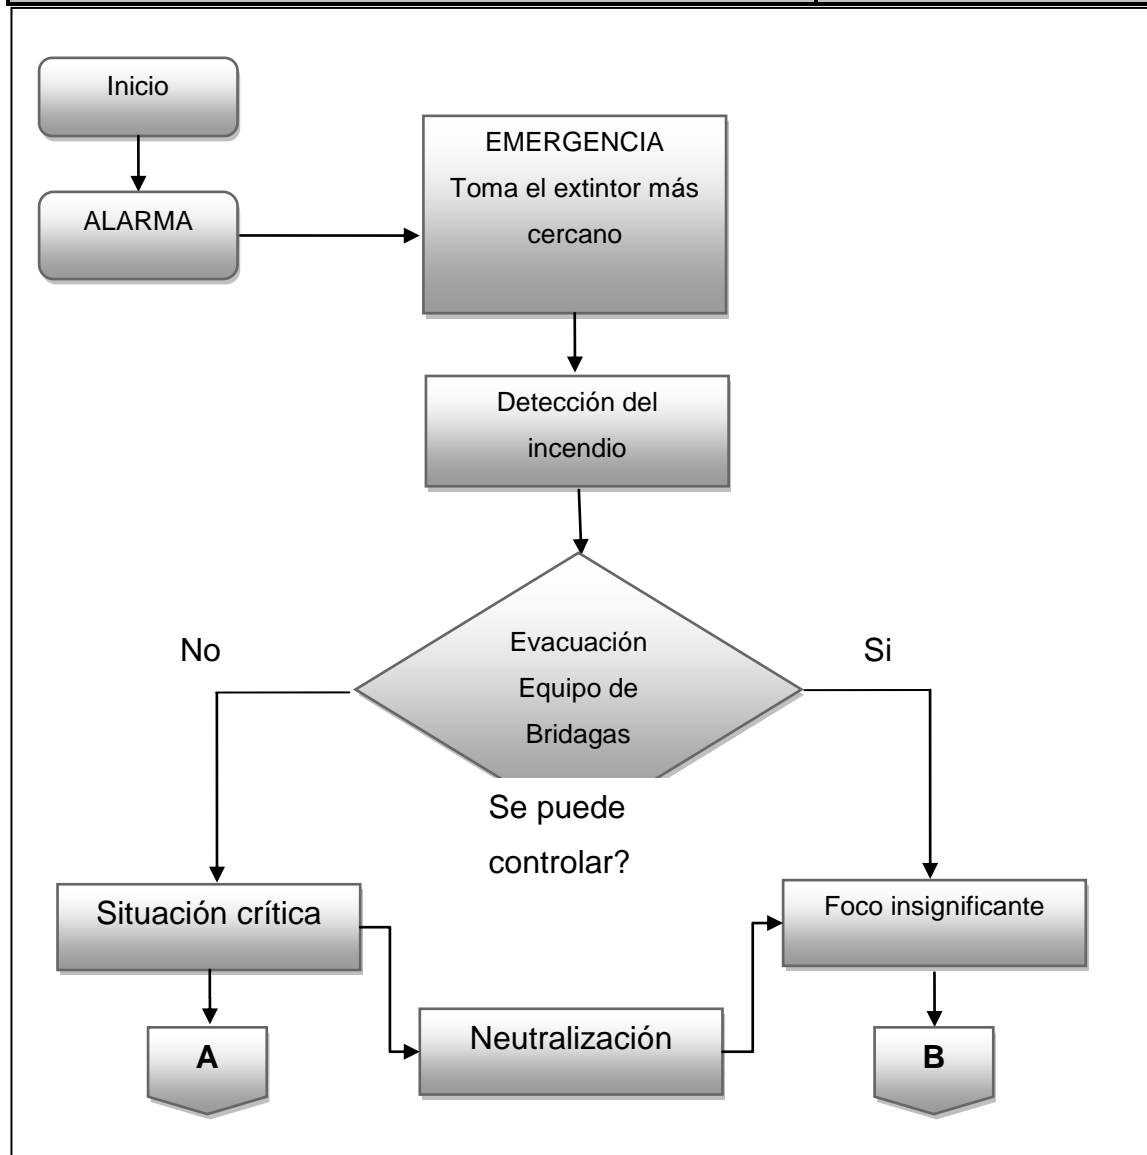 Inicio
ALARMA
EMERGENCIA
Toma el extintor más
cercano
Detección del
incendio
No
Evacuación
Equipo de
Bridagas
Si
Se puede
controlar?
Situación crítica
Foco insignificante
Neutralización
A
B